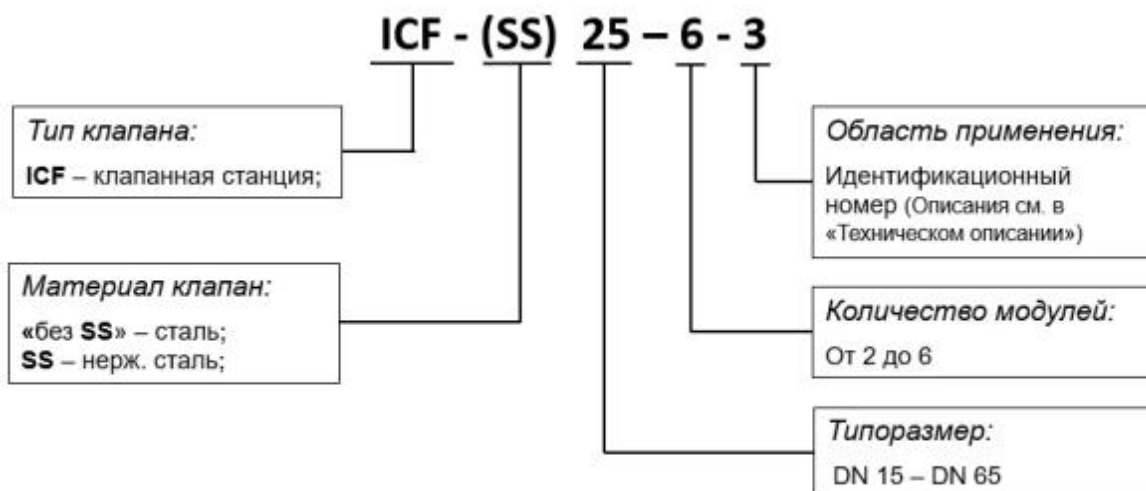 ICF - (SS) 25 – 6 - 3
Тип клапана:
ICF – клапанная станция;
Материал клапан:
«без SS» – сталь;
SS – нерж. сталь;
Область применения:
Идентификационный
номер (Описания см. в
«Техническом описании»)
Количество модулей:
От 2 до 6
Типоразмер:
DN 15 – DN 65